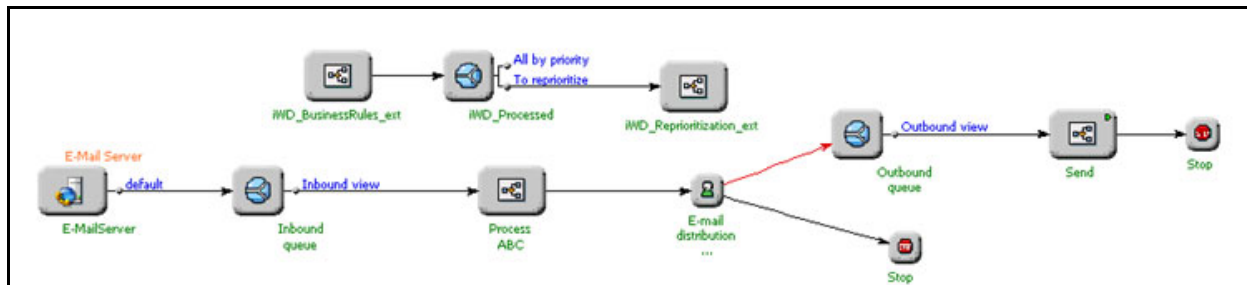 All by priority
To reprioritize
iWD_BusinessRules_ext
iWD_Processed
iWD_Reprioritization_ext
Outbound view
Outbound
queue
Send
Stop
E-Mail Server
default
Inbound view
E-MailServer
Inbound
queue
Process
ABC
E-mail
distribution
...
Stop